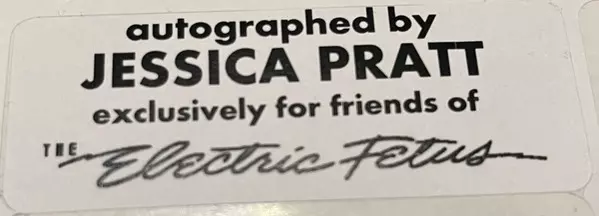 autographed by
JESSICA PRATT
exclusively for friends of
THE Electric Fetus